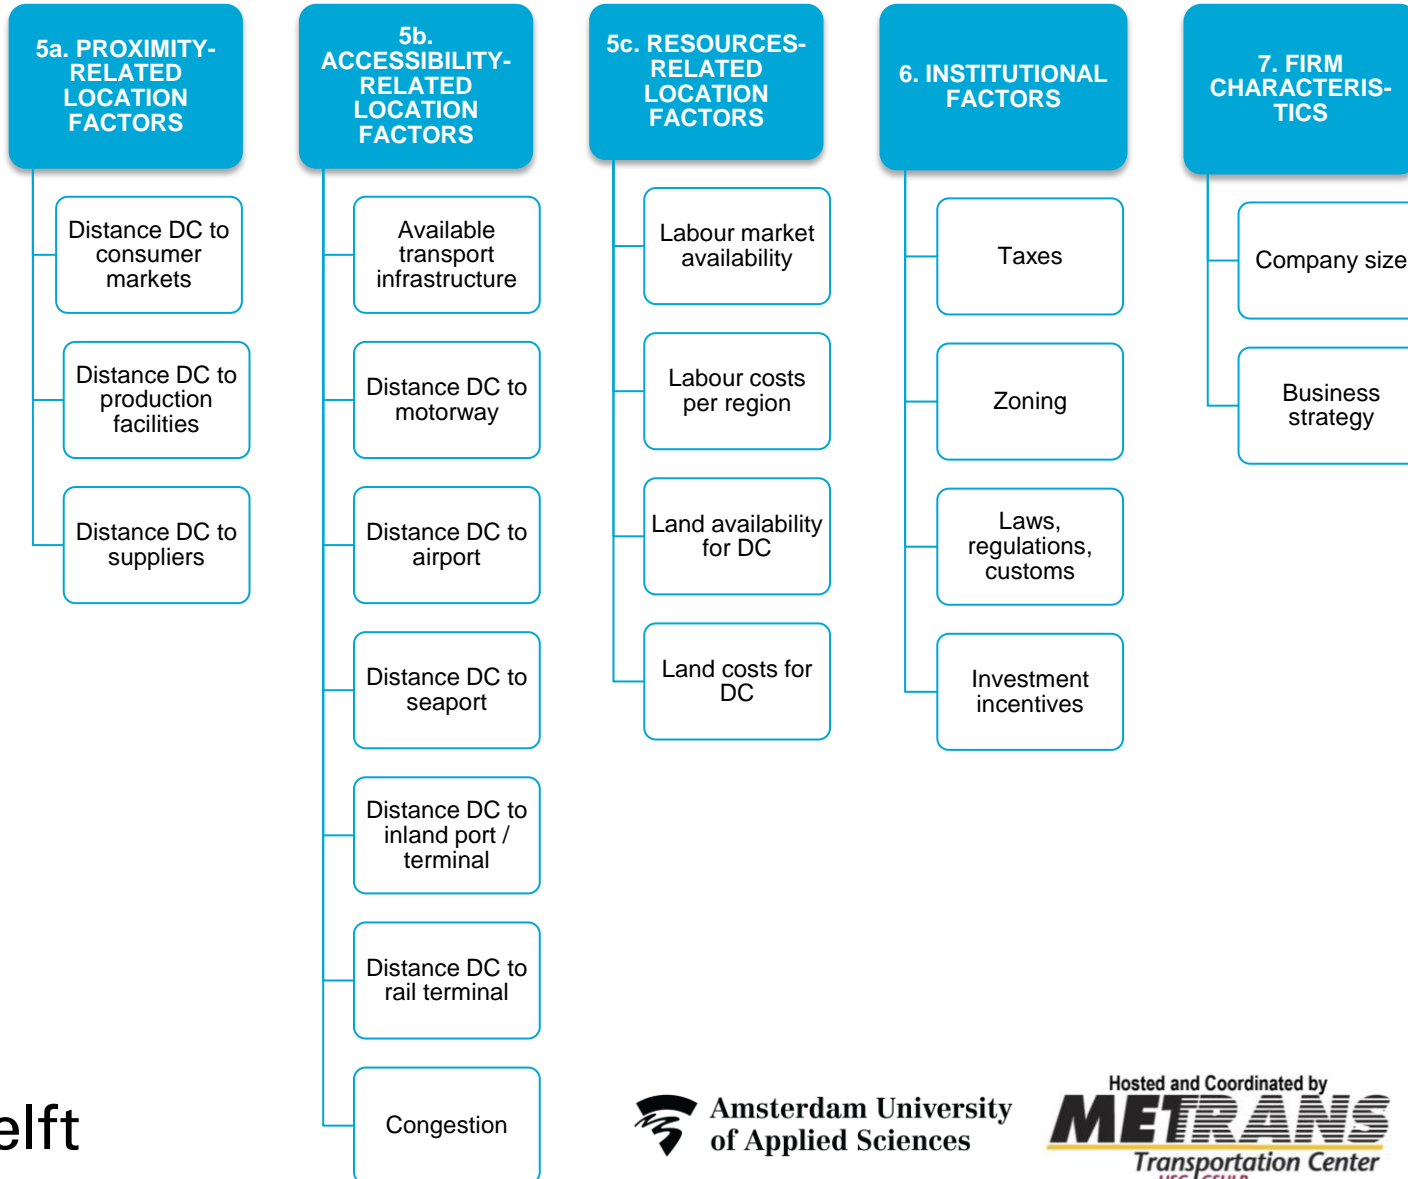 5a. PROXIMITY-
RELATED
LOCATION
FACTORS
Distance DC to
consumer
markets
Distance DC to
production
facilities
Distance DC to
suppliers
5b.
ACCESSIBILITY-
RELATED
LOCATION
FACTORS
Available
transport
infrastructure
Distance DC to
motorway
Distance DC to
airport
Distance DC to
seaport
Distance DC to
inland port /
terminal
Distance DC to
rail terminal
Congestion
5c. RESOURCES-
RELATED
LOCATION
FACTORS
Labour market
availability
Labour costs
per region
Land availability
for DC
Land costs for
DC
6. INSTITUTIONAL
FACTORS
Taxes
Zoning
Laws,
regulations,
customs
Investment
incentives
7. FIRM
CHARACTERIS-
TICS
Company size
Business
strategy
elft
Amsterdam University
of Applied Sciences
Hosted and Coordinated by
METRANS
Transportation Center